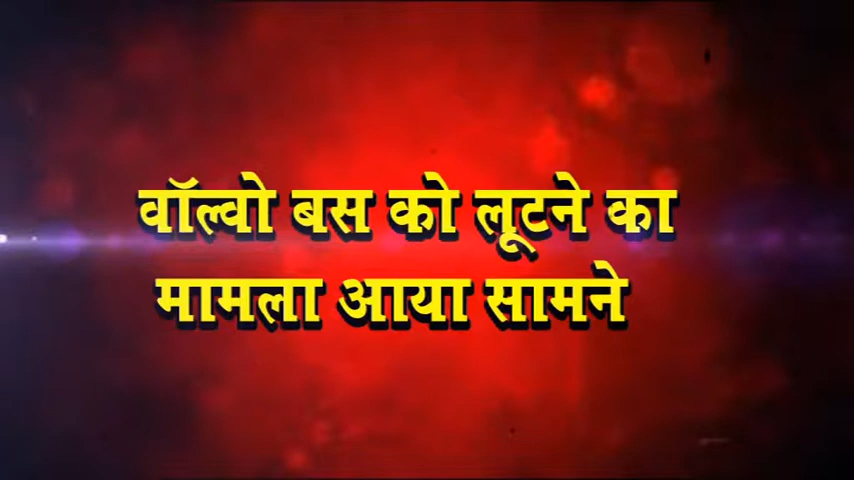 वॉल्वो बस को लूटने का
मामला आया सामने